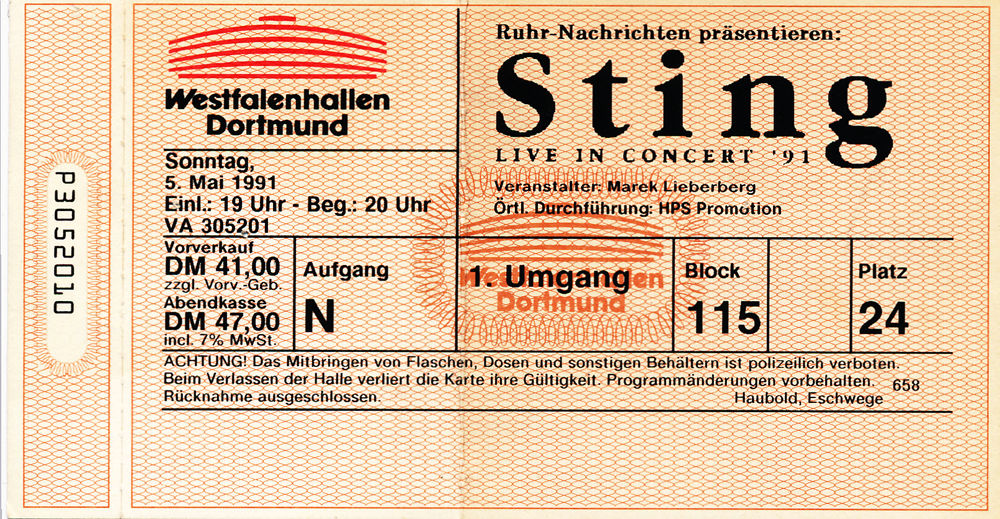 P3052010
Westfalenhallen
Dortmund
Sonntag,
5. Mai 1991
Einl.: 19 Uhr - Beg.: 20 Uhr
VA 305201
Ruhr-Nachrichten präsentieren:
Sting
LIVE IN CONCERT '91
Veranstalter: Marek Lieberberg
Örtl. Durchführung: HPS Promotion
Vorverkauf
DM 41,00
zzgl. Vorv.-Geb.
Abendkasse
DM 47,00
incl. 7% MwSt.
Aufgang
N
1. Umgang
Westfalenhallen
Dortmund
Block
115
Platz
24
ACHTUNG! Das Mitbringen von Flaschen, Dosen und sonstigen Behältern ist polizeilich verboten.
Beim Verlassen der Halle verliert die Karte ihre Gültigkeit. Programmänderungen vorbehalten. 658
Rücknahme ausgeschlossen. Haubold, Eschwege